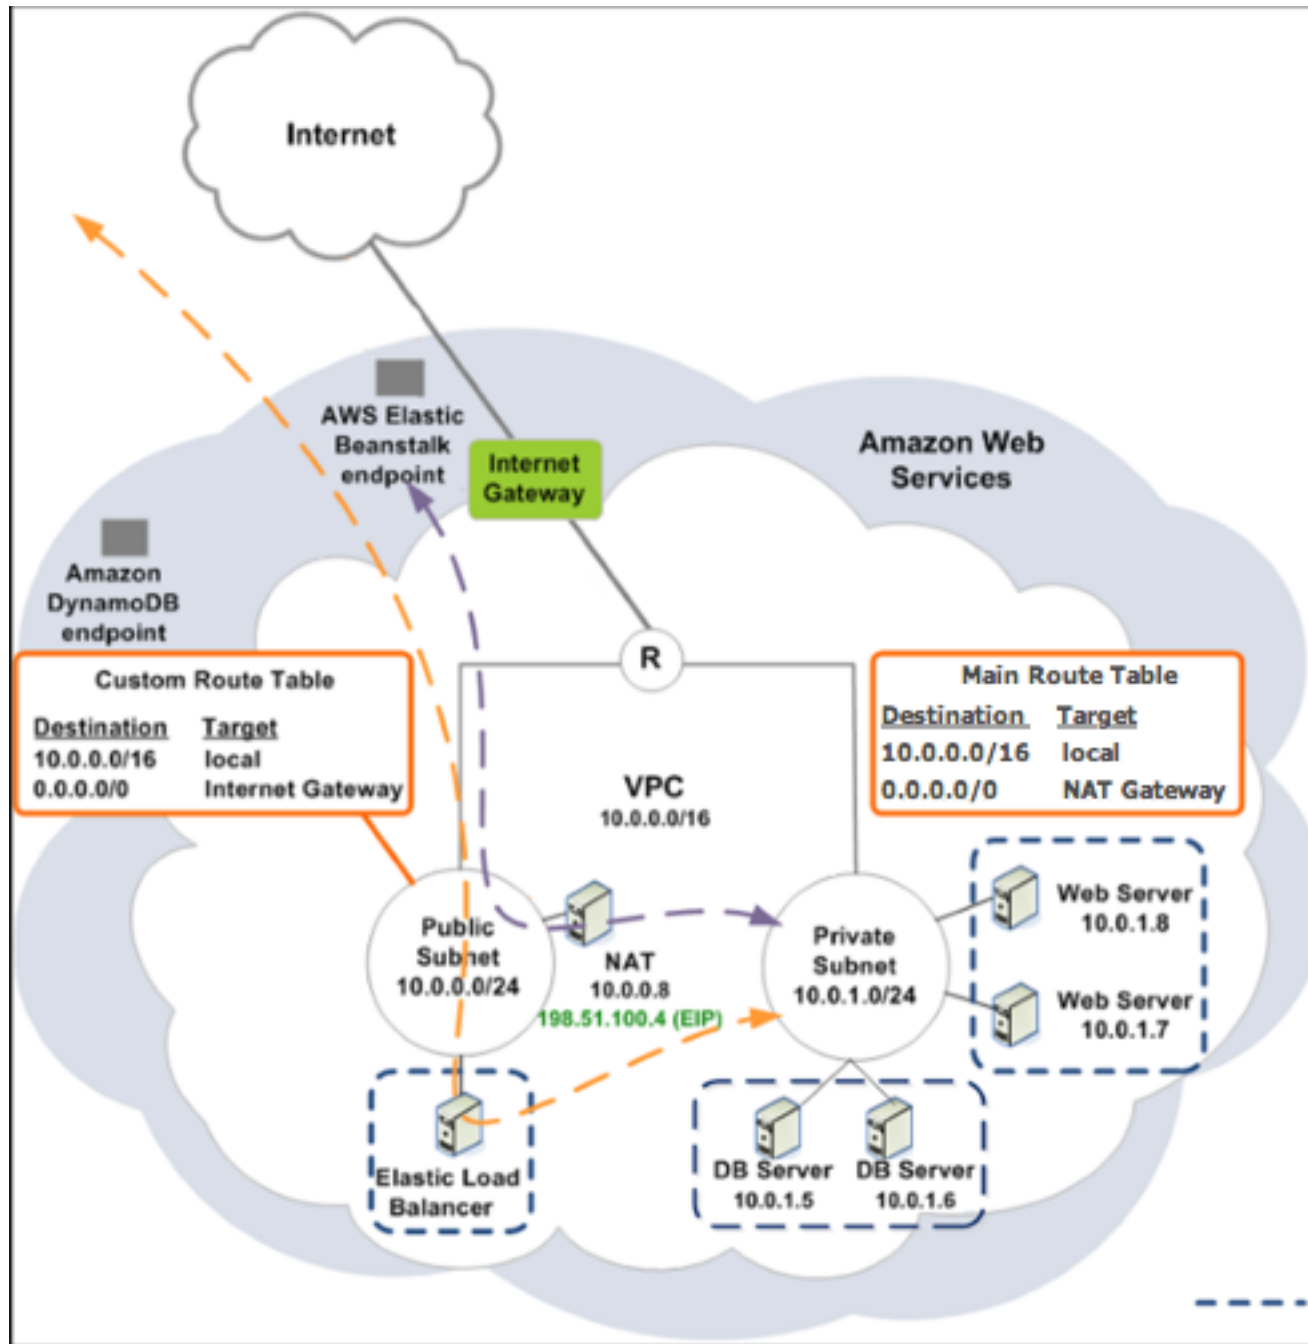 Internet
AWS Elastic
Beanstalk
endpoint
Internet
Gateway
Amazon Web
Services
Amazon
DynamoDB
endpoint
R
Custom Route Table
Destination Target
10.0.0.0/16 local
0.0.0.0/0 Internet Gateway
Main Route Table
Destination Target
10.0.0.0/16 local
0.0.0.0/0 NAT Gateway
VPC
10.0.0.0/16
Public
Subnet
10.0.0.0/24
NAT
10.0.0.8
198.51.100.4 (EIP)
Private
Subnet
10.0.1.0/24
Web Server
10.0.1.8
Web Server
10.0.1.7
Elastic Load
Balancer
DB Server
10.0.1.5
DB Server
10.0.1.6